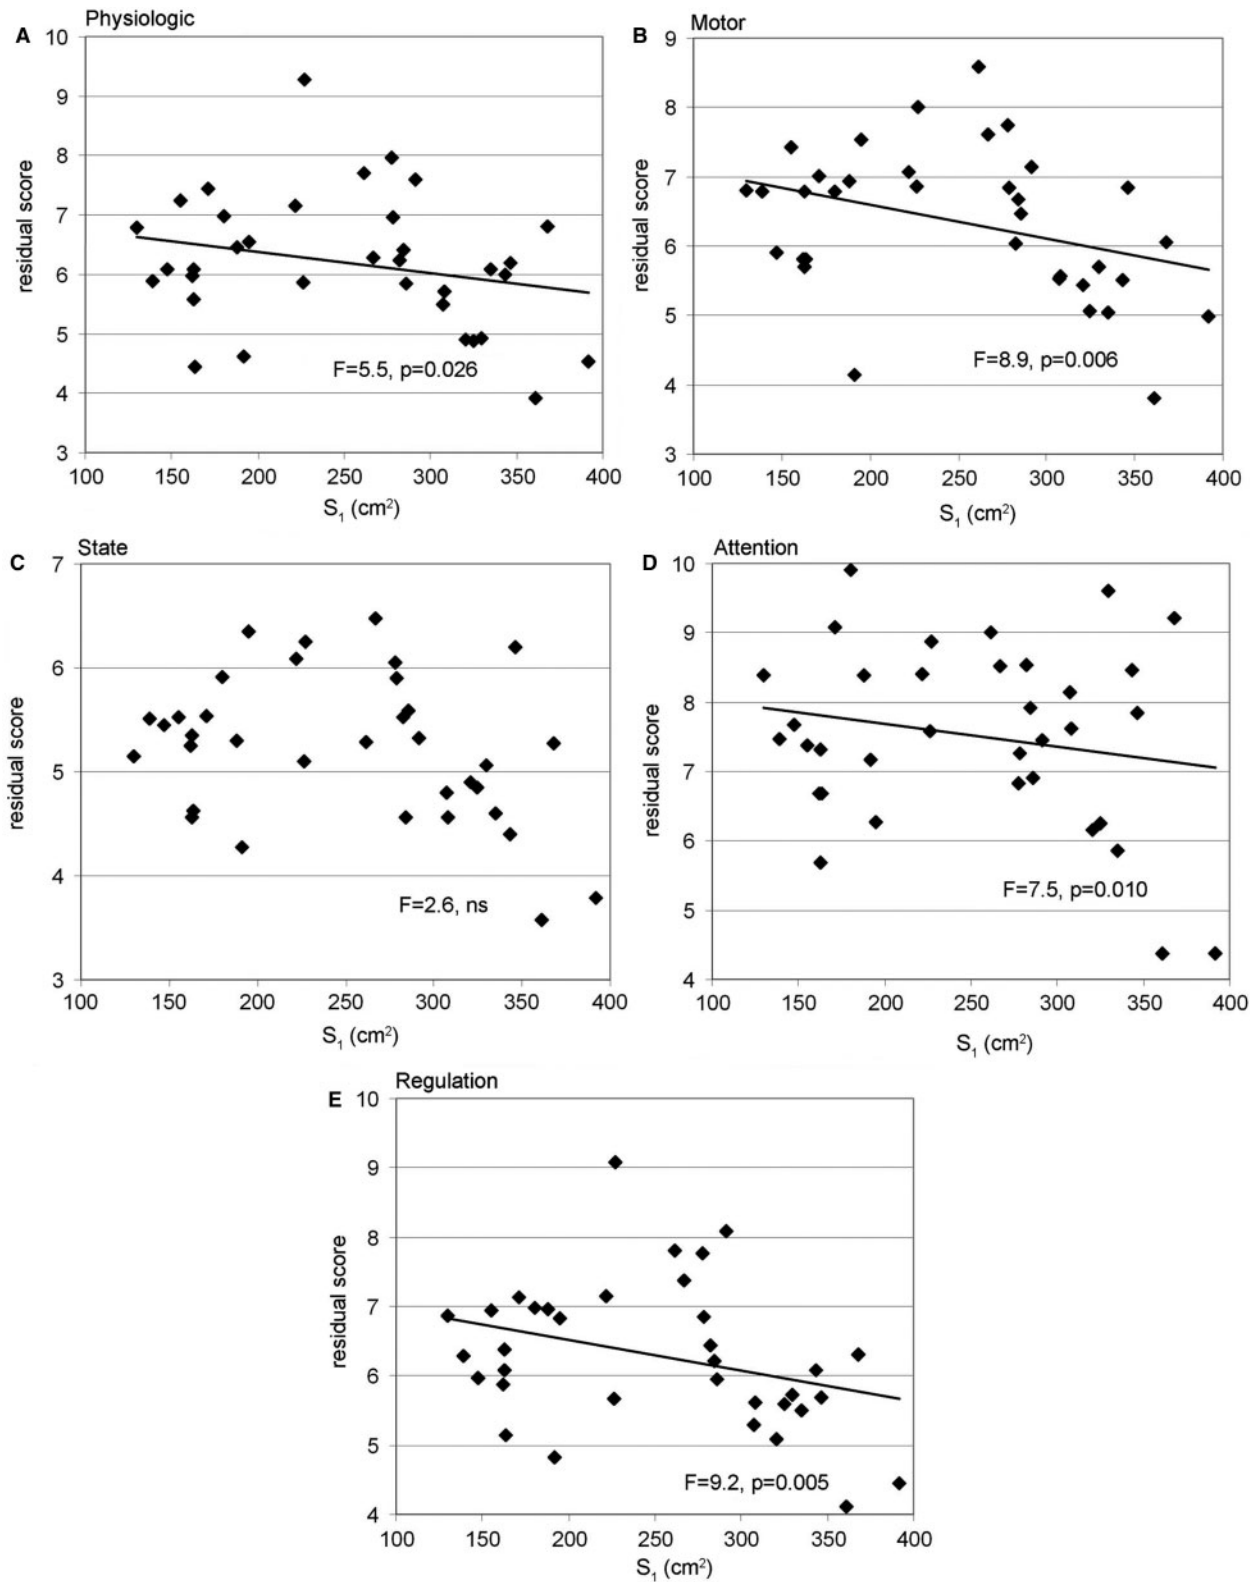 A Physiologic
10
9
8
7
6
5
4
3
residual score
F=5.5, p=0.026
100 150 200 250 300 350 400
S₁ (cm²)
B Motor
9
8
7
6
5
4
3
residual score
F=8.9, p=0.006
100 150 200 250 300 350 400
S₁ (cm²)
C State
7
6
5
4
3
residual score
F=2.6, ns
100 150 200 250 300 350 400
S₁ (cm²)
D Attention
10
9
8
7
6
5
4
residual score
F=7.5, p=0.010
100 150 200 250 300 350 400
S₁ (cm²)
E Regulation
10
9
8
7
6
5
4
residual score
F=9.2, p=0.005
100 150 200 250 300 350 400
S₁ (cm²)